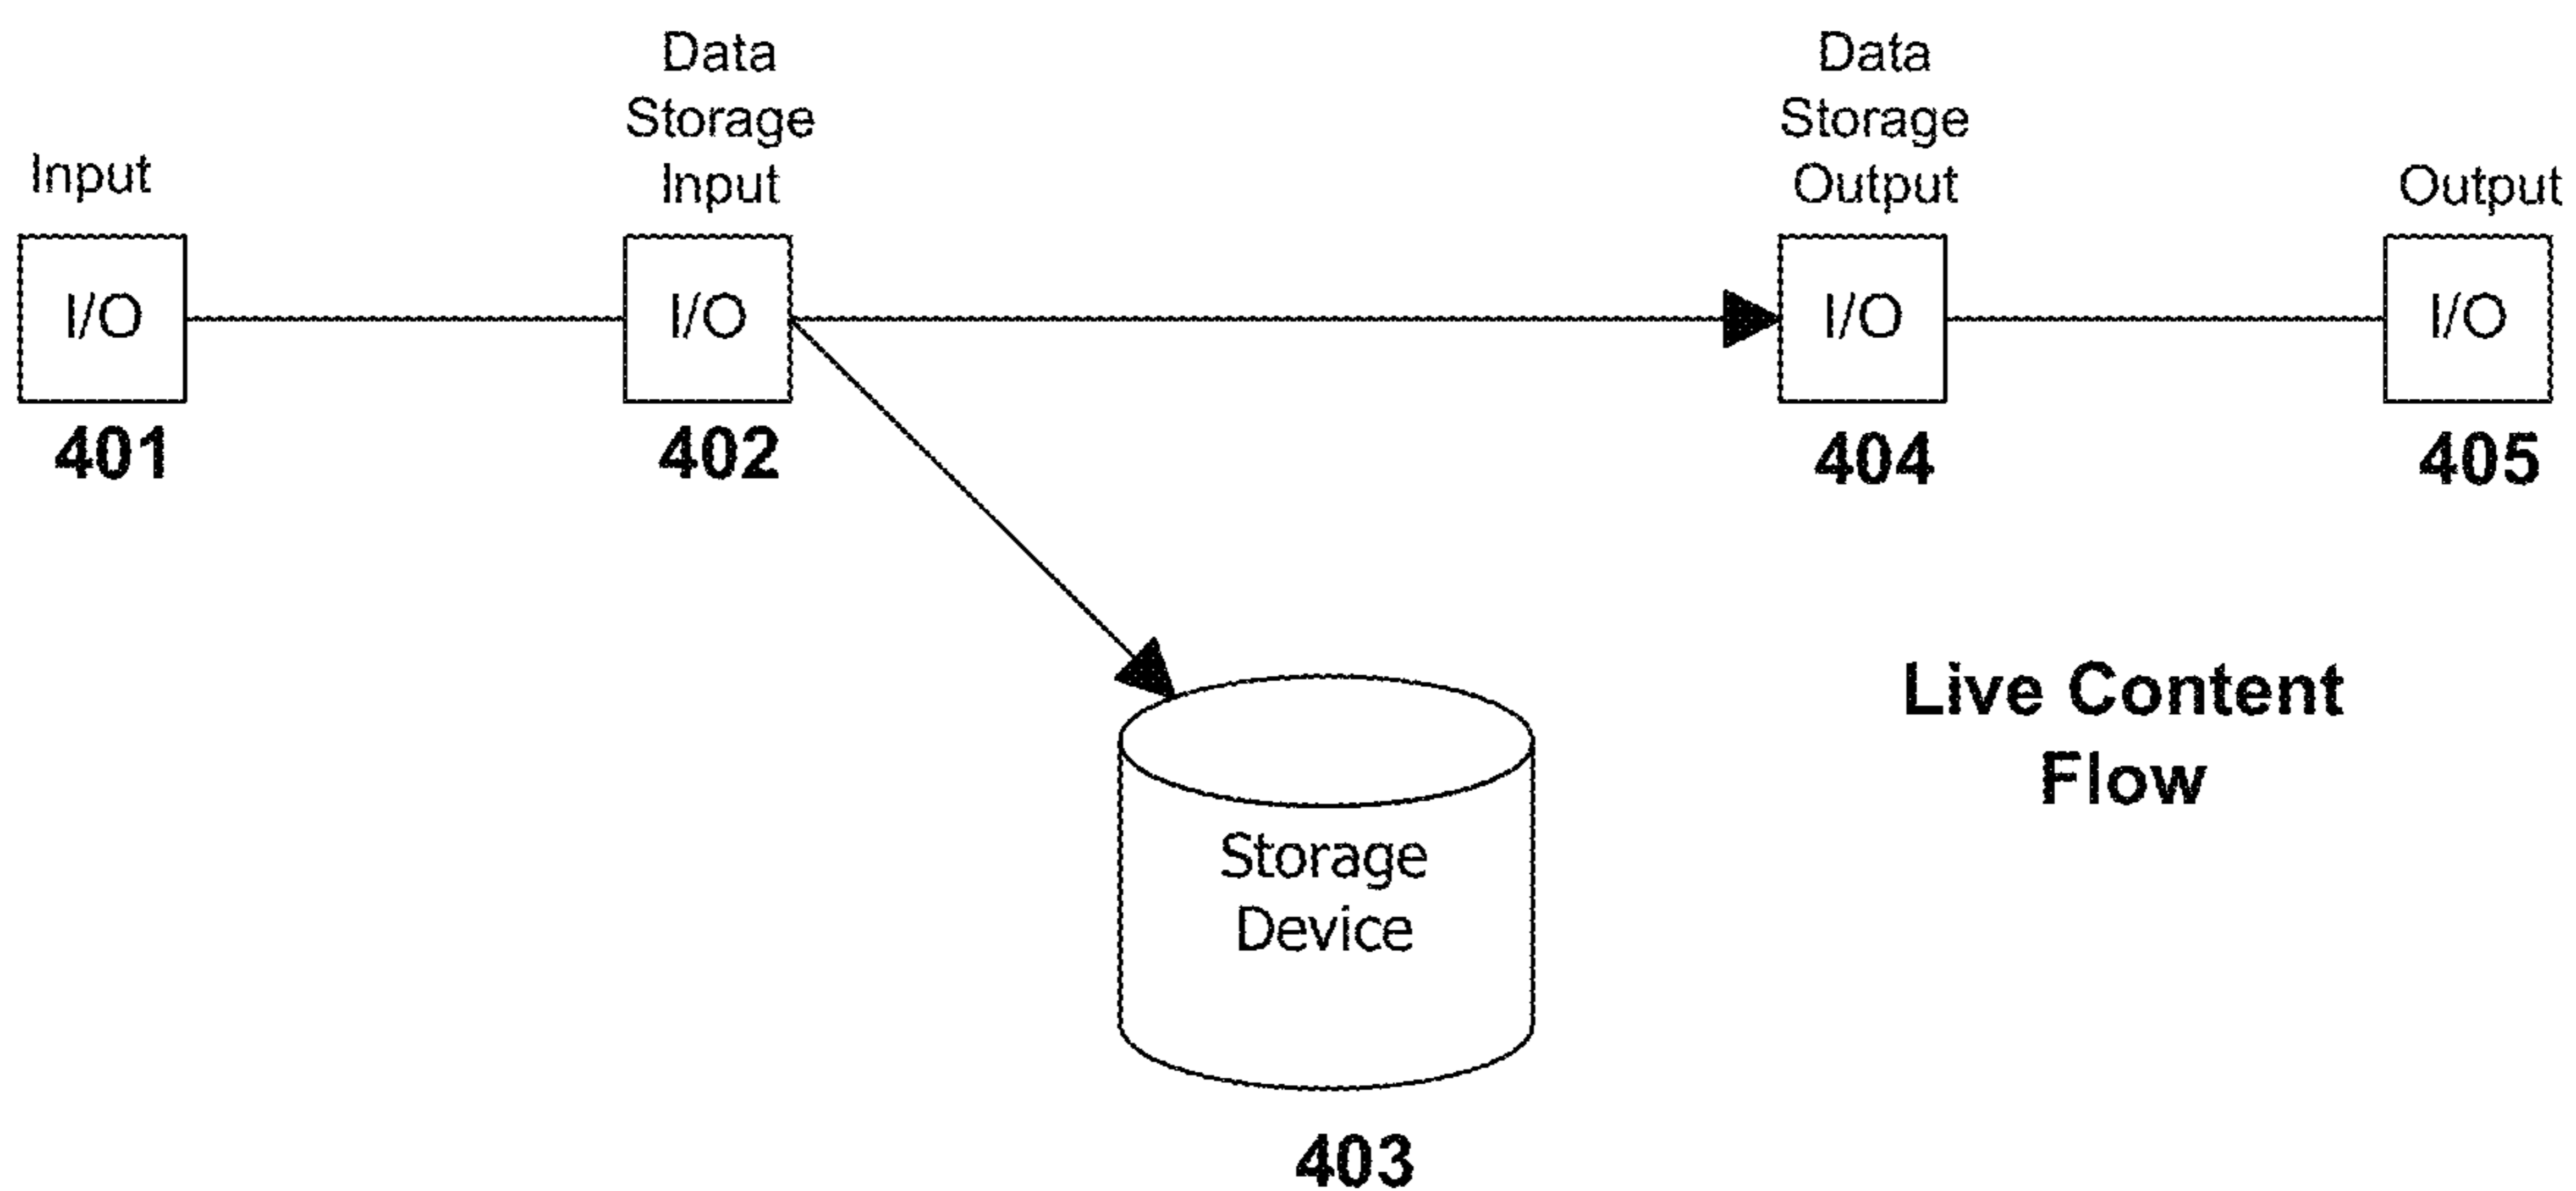 Input
I/O
401
Data
Storage
Input
I/O
402
Data
Storage
Output
I/O
404
Output
I/O
405
Live Content
Flow
Storage
Device
403